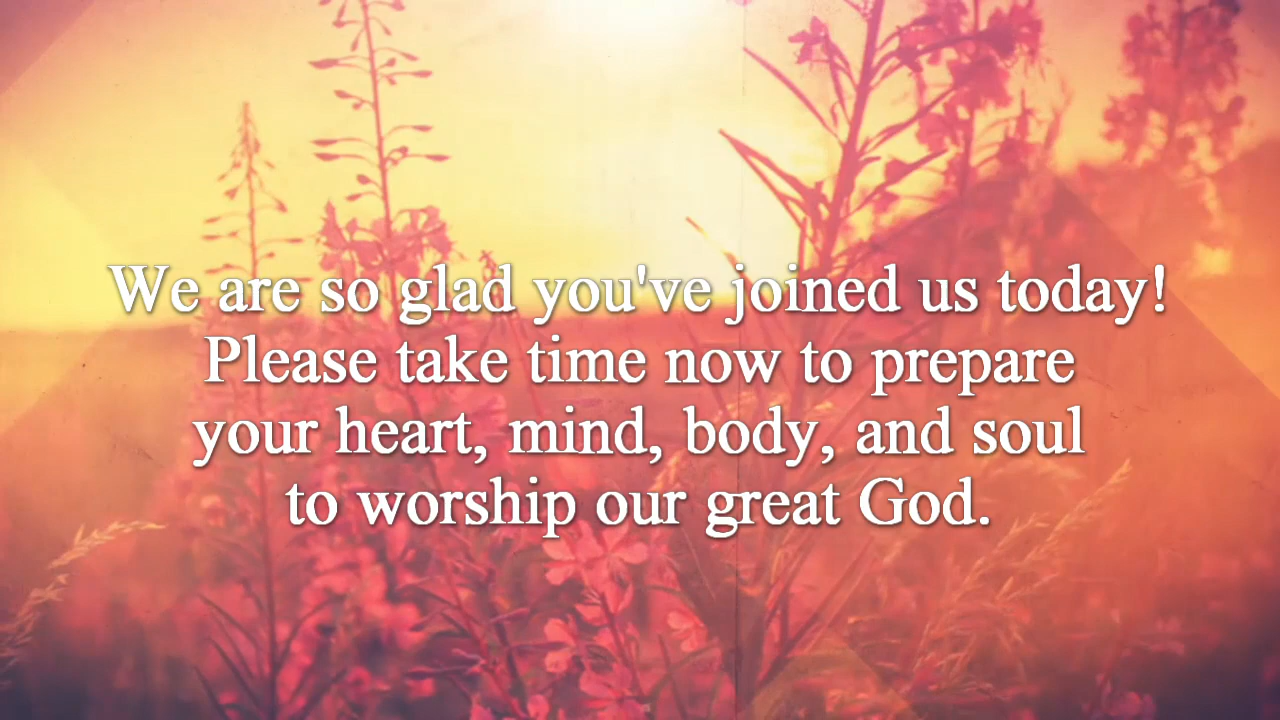 We are so glad you've joined us today!
Please take time now to prepare
your heart, mind, body, and soul
to worship our great God.